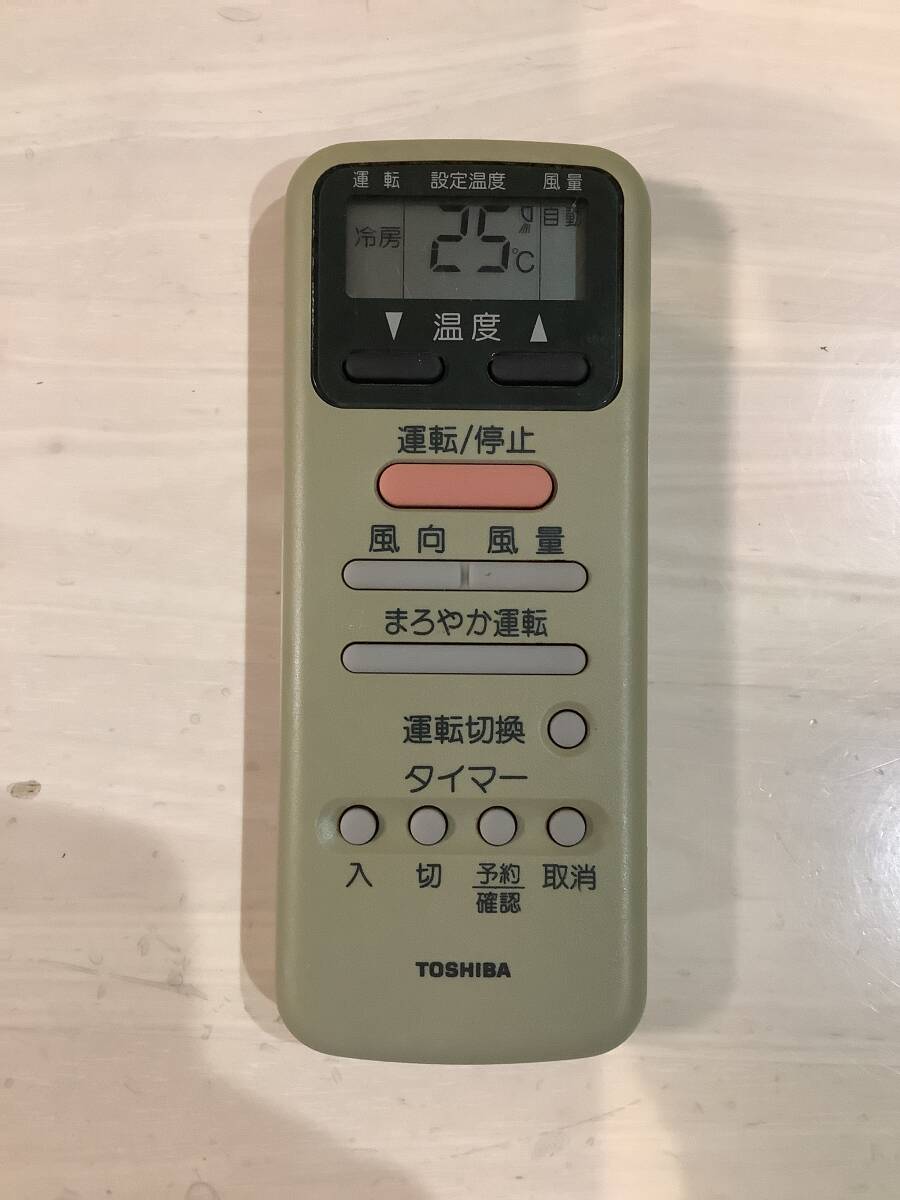 運転 設定温度 風量
冷房 25℃ 自動
▼ 温度 ▲
運転/停止
風向 風量
まろやか運転
運転切換
タイマー
入 切 予約/確認 取消
TOSHIBA